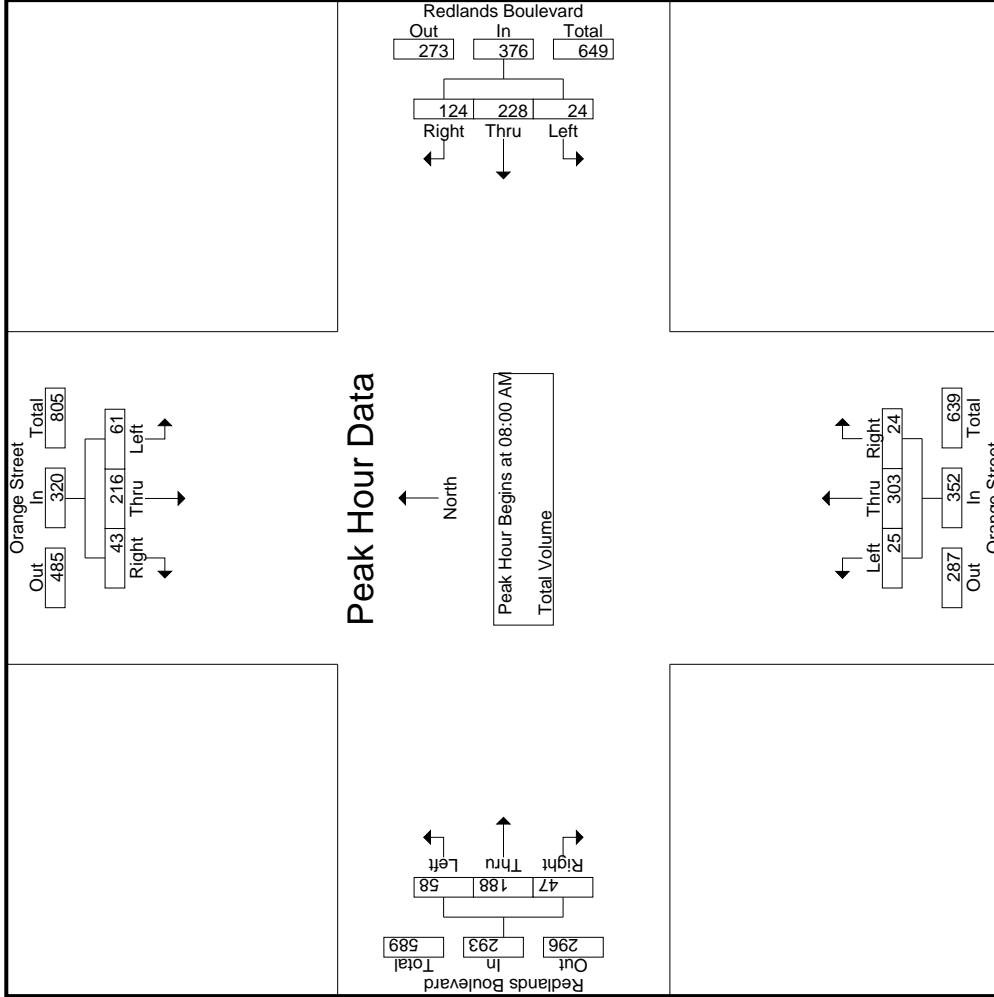 Redlands Boulevard
Out In Total
273 376 649
124 228 24
Right Thru Left
Orange Street
Out In Total
485 320 805
43 216 61
Right Thru Left
Peak Hour Data
North
Peak Hour Begins at 08:00 AM
Total Volume
Left Thru Right
25 303 24
287 352 639
Out In Total
Orange Street
Left Thru Right
58 188 47
589 293 296
Total In Out
Redlands Boulevard